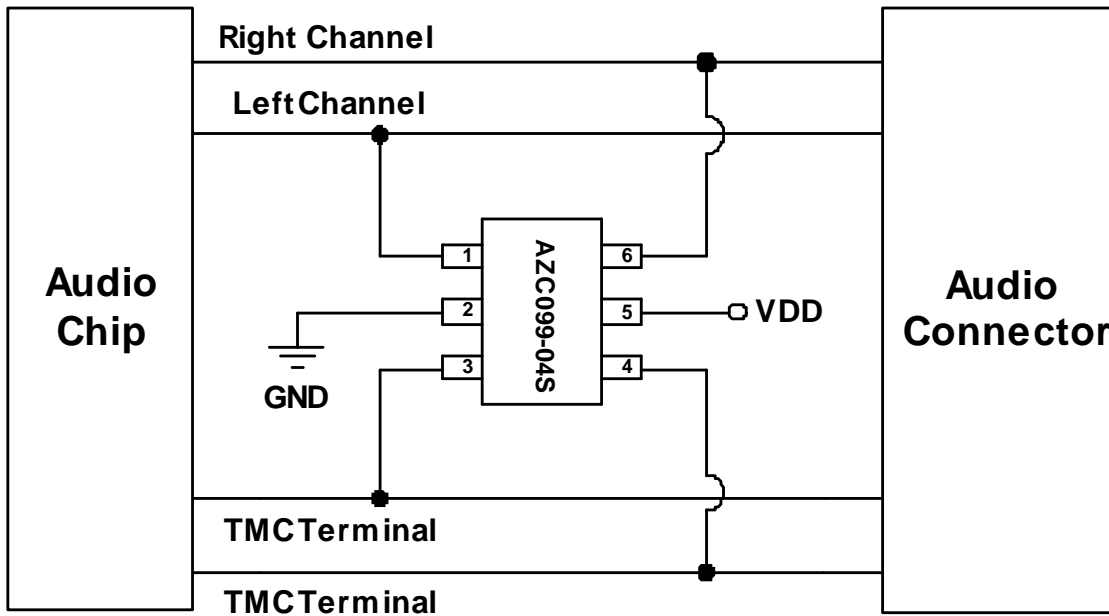 Right Channel
Left Channel
Audio
Chip
1
2
3
AZC099-04S
6
5
4
VDD
GND
Audio
Connector
TMC Terminal
TMC Terminal